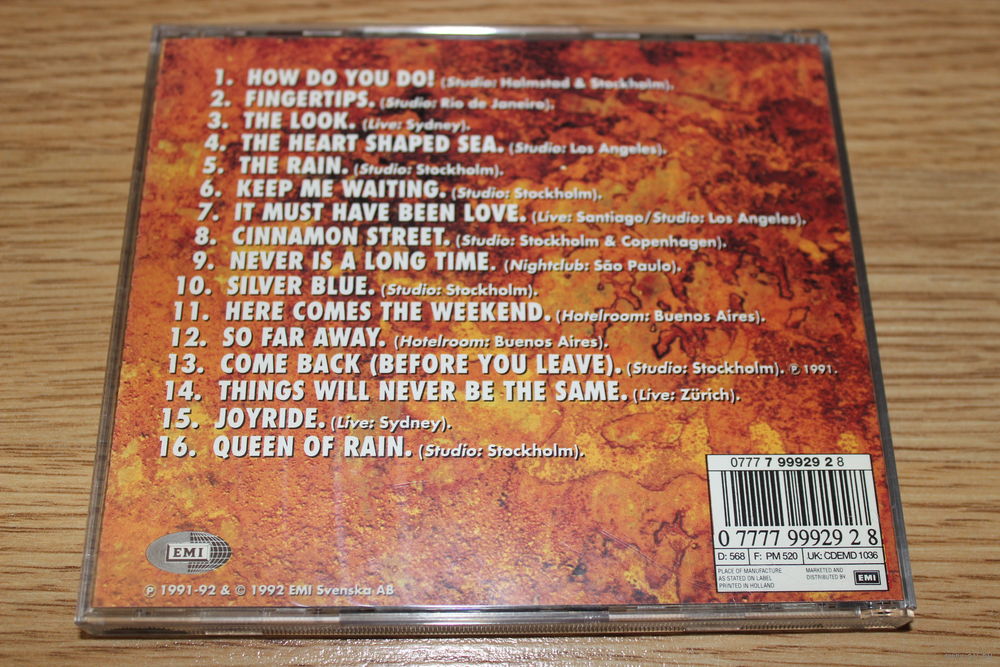 1. HOW DO YOU DO! (Studio: Halmstad & Stockholm).
2. FINGERTIPS. (Studio: Rio de Janeiro).
3. THE LOOK. (Live: Sydney).
4. THE HEART SHAPED SEA. (Studio: Los Angeles).
5. THE RAIN. (Studio: Stockholm).
6. KEEP ME WAITING. (Studio: Stockholm).
7. IT MUST HAVE BEEN LOVE. (Live: Santiago/Studio: Los Angeles).
8. CINNAMON STREET. (Studio: Stockholm & Copenhagen).
9. NEVER IS A LONG TIME. (Nightclub: São Paulo).
10. SILVER BLUE. (Studio: Stockholm).
11. HERE COMES THE WEEKEND. (Hotelroom: Buenos Aires).
12. SO FAR AWAY. (Hotelroom: Buenos Aires).
13. COME BACK (BEFORE YOU LEAVE). (Studio: Stockholm). ℗ 1991.
14. THINGS WILL NEVER BE THE SAME. (Live: Zürich).
15. JOYRIDE. (Live: Sydney).
16. QUEEN OF RAIN. (Studio: Stockholm).
EMI
℗ 1991-92 & © 1992 EMI Svenska AB
0777 7 99929 2 8
0 7777 99929 2 8
D: 568 F: PM 520 UK: CDEMD 1036
PLACE OF MANUFACTURE
AS STATED ON LABEL
PRINTED IN HOLLAND
MARKETED AND
DISTRIBUTED BY EMI